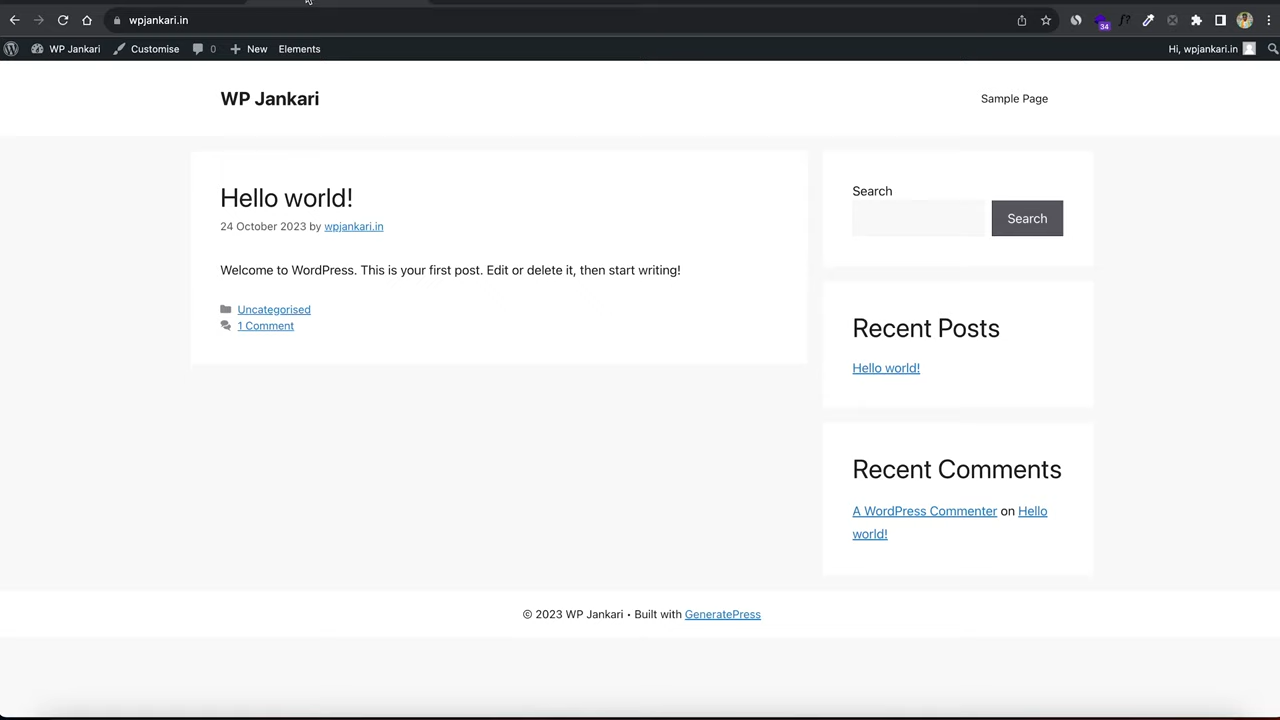 wpjankari.in
34
f?
WP Jankari
Customise
0
New
Elements
Hi, wpjankari.in
WP Jankari
Sample Page
Hello world!
24 October 2023 by wpjankari.in
Welcome to WordPress. This is your first post. Edit or delete it, then start writing!
Uncategorised
1 Comment
Search
Search
Recent Posts
Hello world!
Recent Comments
A WordPress Commenter on Hello
world!
© 2023 WP Jankari • Built with GeneratePress